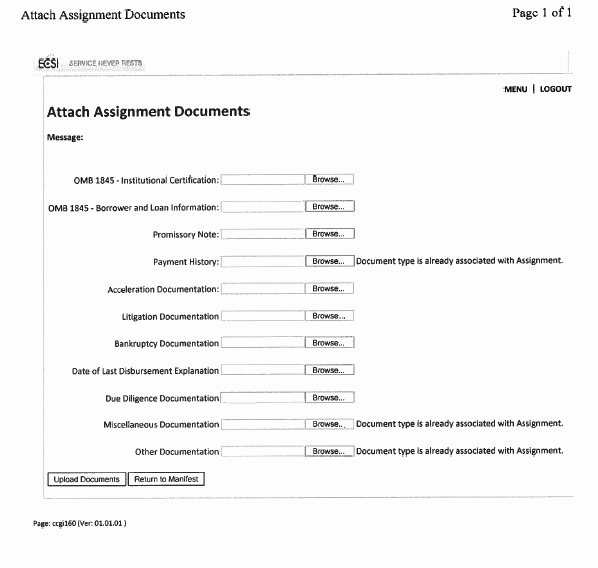 Attach Assignment Documents Page 1 of 1
ECSI SERVICE NEVER RESTS
MENU | LOGOUT
Attach Assignment Documents
Message:
OMB 1845 - Institutional Certification: Browse...
OMB 1845 - Borrower and Loan Information: Browse...
Promissory Note: Browse...
Payment History: Browse... Document type is already associated with Assignment.
Acceleration Documentation: Browse...
Litigation Documentation Browse...
Bankruptcy Documentation Browse...
Date of Last Disbursement Explanation Browse...
Due Diligence Documentation Browse...
Miscellaneous Documentation Browse... Document type is already associated with Assignment.
Other Documentation Browse... Document type is already associated with Assignment.
Upload Documents Return to Manifest
Page: ccgi160 (Ver: 01.01.01 )